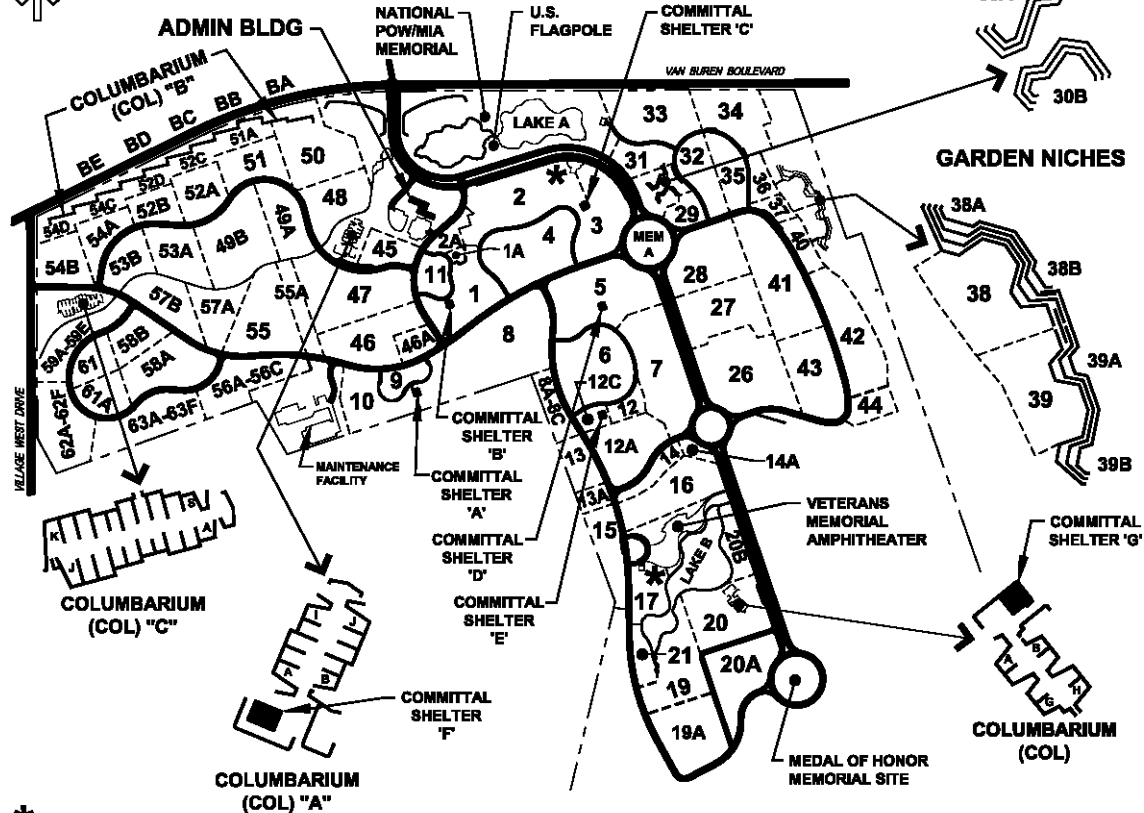 NATIONAL
POW/MIA
MEMORIAL
U.S.
FLAGPOLE
COMMITTAL
SHELTER 'C'
ADMIN BLDG
COLUMBARIUM
(COL) "B"
VAN BUREN BOULEVARD
30B
GARDEN NICHES
BE
BD
BC
BB
BA
LAKE A
33
34
31
32
35
36
37
40
29
54D
54C
52D
52C
51A
54A
52B
52A
51
50
54B
53B
53A
49B
49A
48
45
2
3
2A
1A
4
11
1
MEM
A
38A
38B
38
39A
39
39B
57B
57A
55A
47
5
28
27
41
42
59A-59E
58B
61
58A
55
46
46A
8
6
7
26
43
44
61A
62A-62F
63A-63F
56A-56C
10
9
8A-8C
12C
12
13
12A
14
14A
13A
16
15
VILLAGE WEST DRIVE
MAINTENANCE
FACILITY
COMMITTAL
SHELTER
'B'
COMMITTAL
SHELTER
'A'
COMMITTAL
SHELTER
'D'
COMMITTAL
SHELTER
'E'
VETERANS
MEMORIAL
AMPHITHEATER
LAKE B
20B
17
20
21
19
20A
19A
COMMITTAL
SHELTER 'G'
K
L
S
A
COLUMBARIUM
(COL) "C"
B
COMMITTAL
SHELTER
'F'
COLUMBARIUM
(COL) "A"
B
H
G
COLUMBARIUM
(COL)
MEDAL OF HONOR
MEMORIAL SITE
*